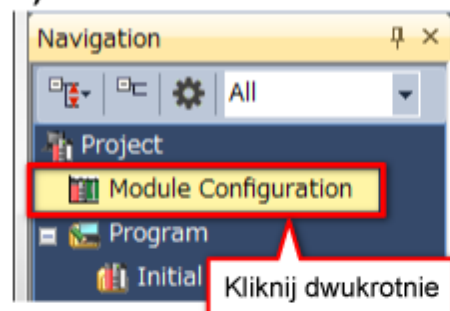 Navigation
All
Project
Module Configuration
Program
Initial
Kliknij dwukrotnie